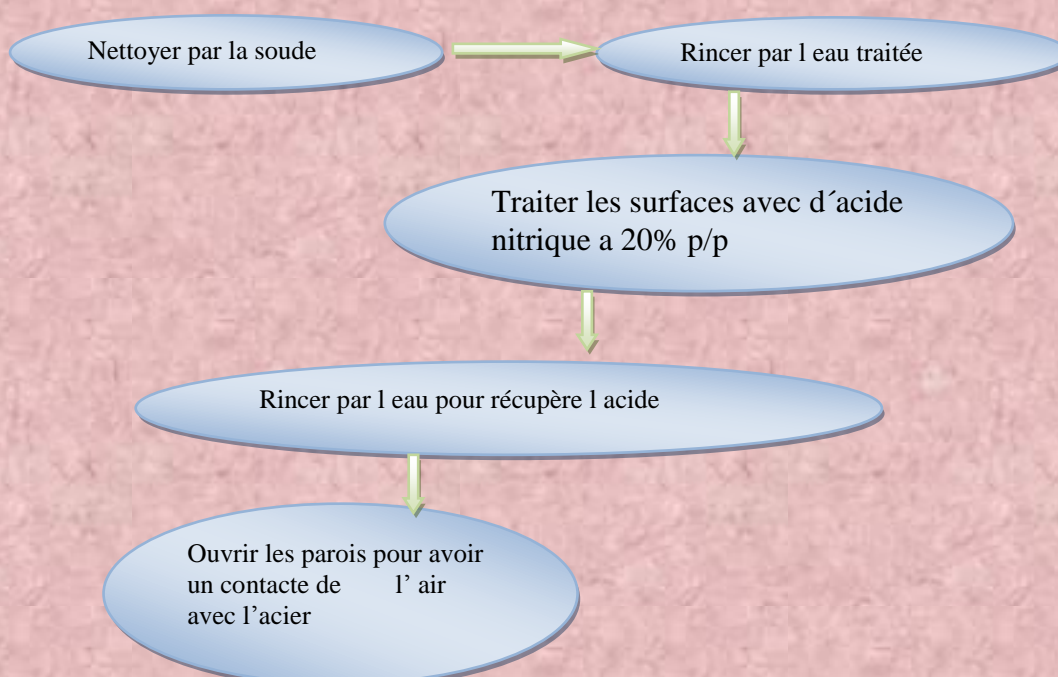 Nettoyer par la soude
Rincer par l eau traitée
Traiter les surfaces avec d´acide
nitrique a 20% p/p
Rincer par l eau pour récupère l acide
Ouvrir les parois pour avoir
un contacte de l’ air
avec l’acier